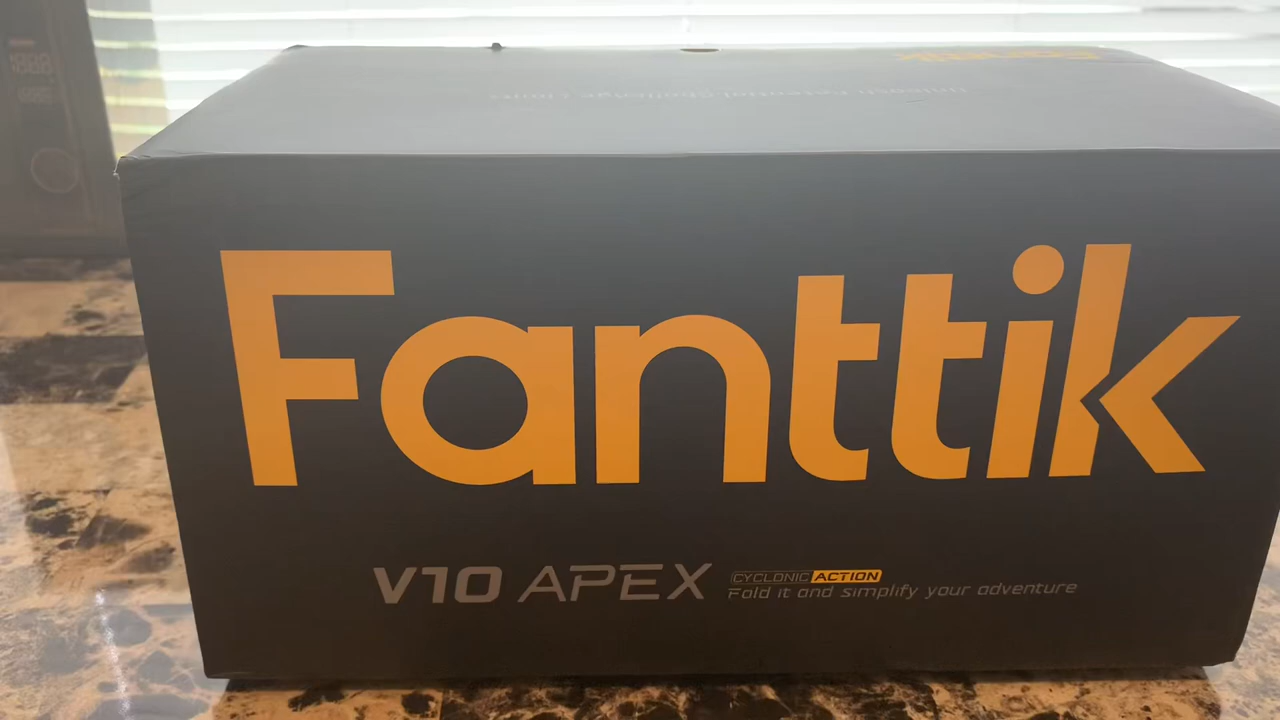 Fanttik
V10 APEX
CYCLONIC ACTION
Fold it and simplify your adventure